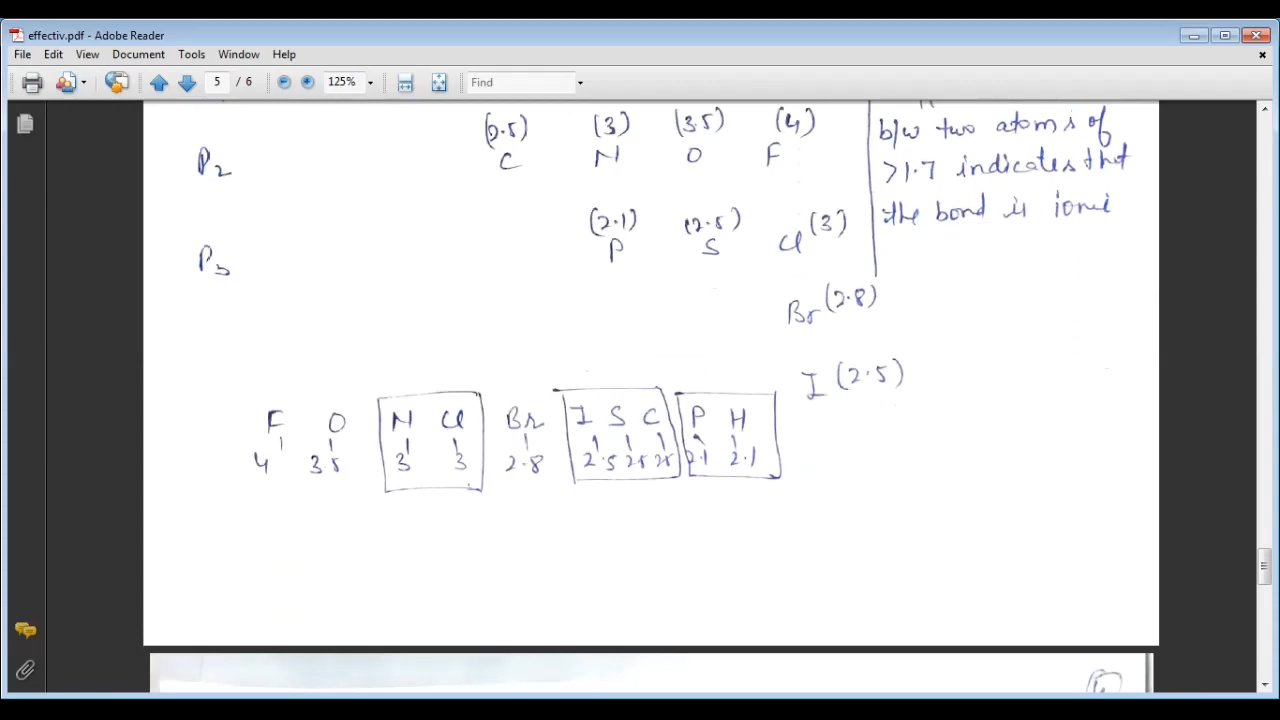 effectiv.pdf - Adobe Reader
File Edit View Document Tools Window Help
5 / 6 125% Find
(2.5) (3) (3.5) (4)
P2 C N O F
b/w two atoms of
>1.7 indicates that
the bond is ionic
(2.1) (2.5) (3)
P3 P S Cl
Br (2.8)
I (2.5)
F O N Cl Br I S C P H
4 3.5 3 3 2.8 2.5 2.5 2.5 2.1 2.1